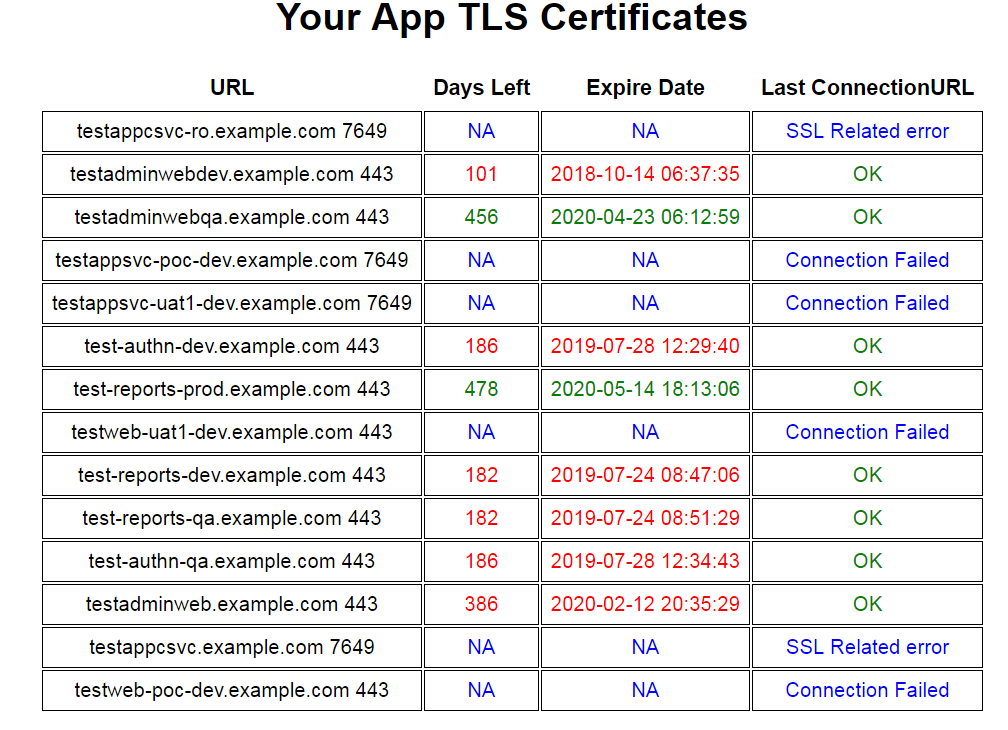 Your App TLS Certificates
URL Days Left Expire Date Last ConnectionURL
testappcsvc-ro.example.com 7649 NA NA SSL Related error
testadminwebdev.example.com 443 101 2018-10-14 06:37:35 OK
testadminwebqa.example.com 443 456 2020-04-23 06:12:59 OK
testappsvc-poc-dev.example.com 7649 NA NA Connection Failed
testappsvc-uat1-dev.example.com 7649 NA NA Connection Failed
test-authn-dev.example.com 443 186 2019-07-28 12:29:40 OK
test-reports-prod.example.com 443 478 2020-05-14 18:13:06 OK
testweb-uat1-dev.example.com 443 NA NA Connection Failed
test-reports-dev.example.com 443 182 2019-07-24 08:47:06 OK
test-reports-qa.example.com 443 182 2019-07-24 08:51:29 OK
test-authn-qa.example.com 443 186 2019-07-28 12:34:43 OK
testadminweb.example.com 443 386 2020-02-12 20:35:29 OK
testappcsvc.example.com 7649 NA NA SSL Related error
testweb-poc-dev.example.com 443 NA NA Connection Failed